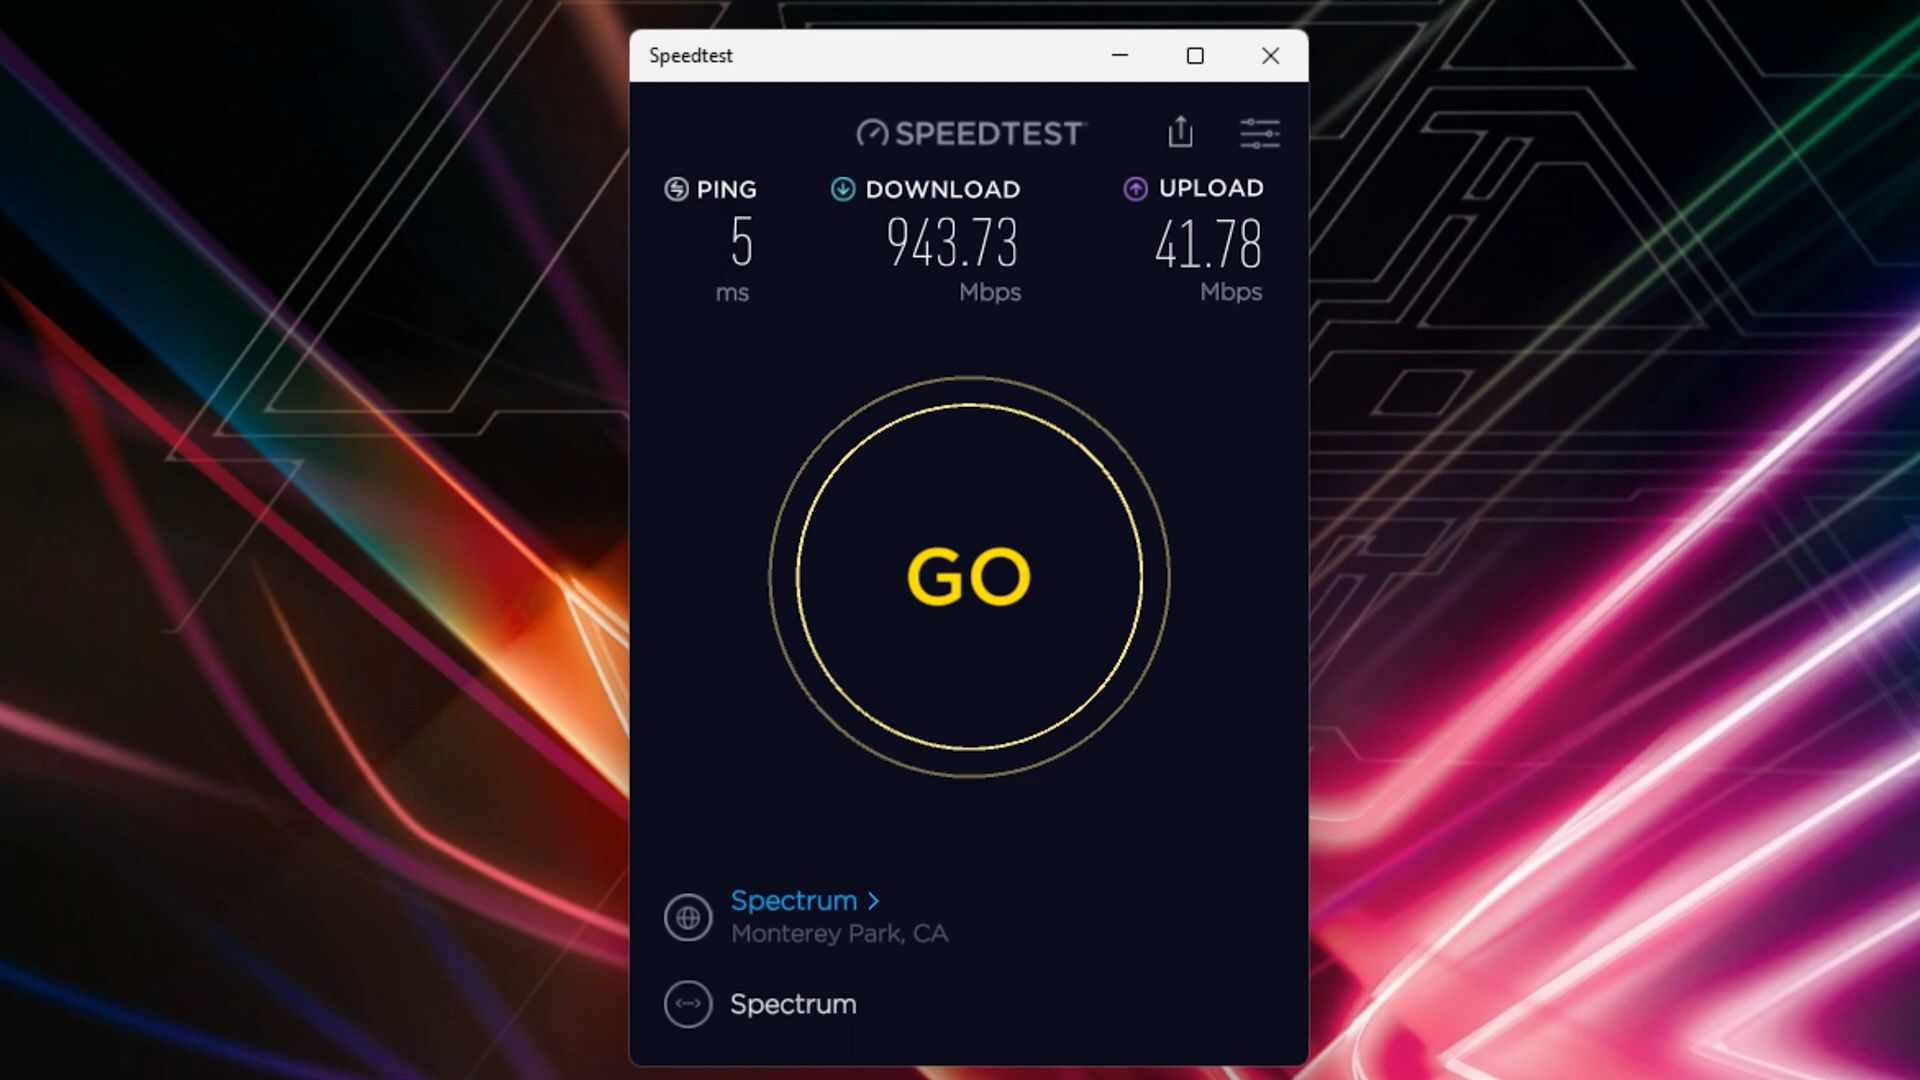 Speedtest
SPEEDTEST
PING DOWNLOAD UPLOAD
5 943.73 41.78
ms Mbps Mbps
GO
Spectrum >
Monterey Park, CA
Spectrum